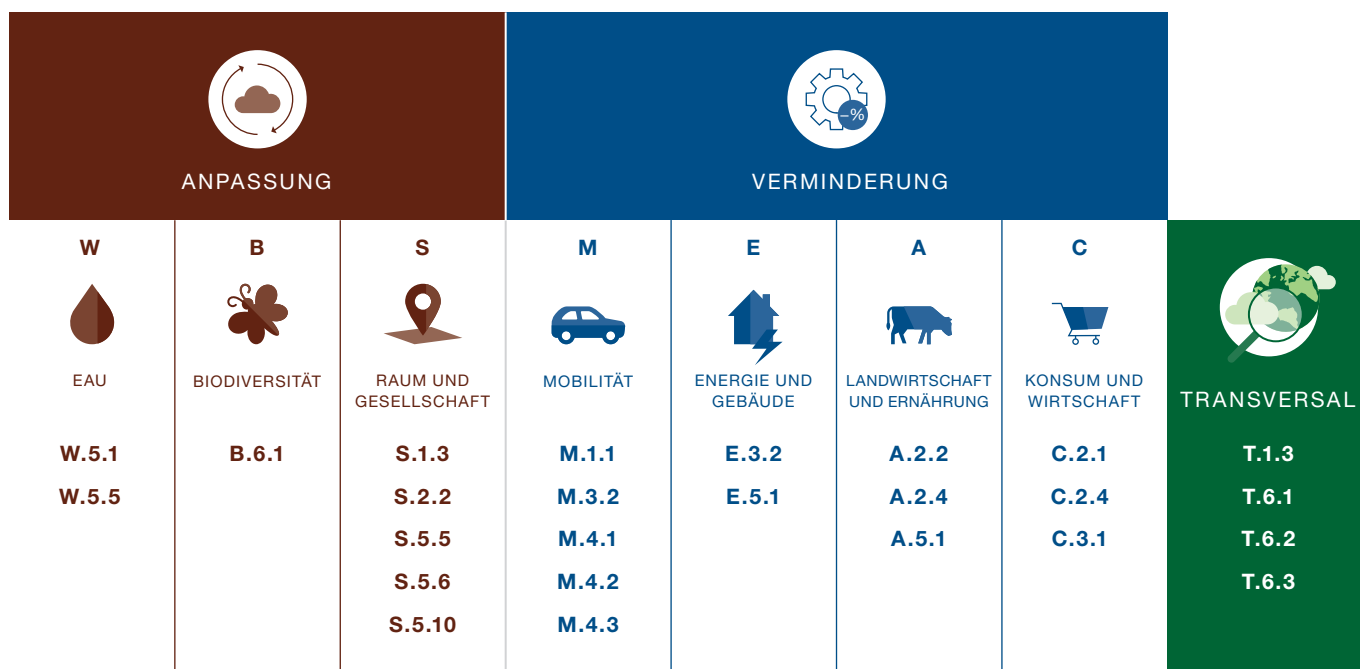 –%
ANPASSUNG
VERMINDERUNG
W
EAU
W.5.1
W.5.5
B
BIODIVERSITÄT
B.6.1
S
RAUM UND
GESELLSCHAFT
S.1.3
S.2.2
S.5.5
S.5.6
S.5.10
M
MOBILITÄT
M.1.1
M.3.2
M.4.1
M.4.2
M.4.3
E
ENERGIE UND
GEBÄUDE
E.3.2
E.5.1
A
LANDWIRTSCHAFT
UND ERNÄHRUNG
A.2.2
A.2.4
A.5.1
C
KONSUM UND
WIRTSCHAFT
C.2.1
C.2.4
C.3.1
TRANSVERSAL
T.1.3
T.6.1
T.6.2
T.6.3